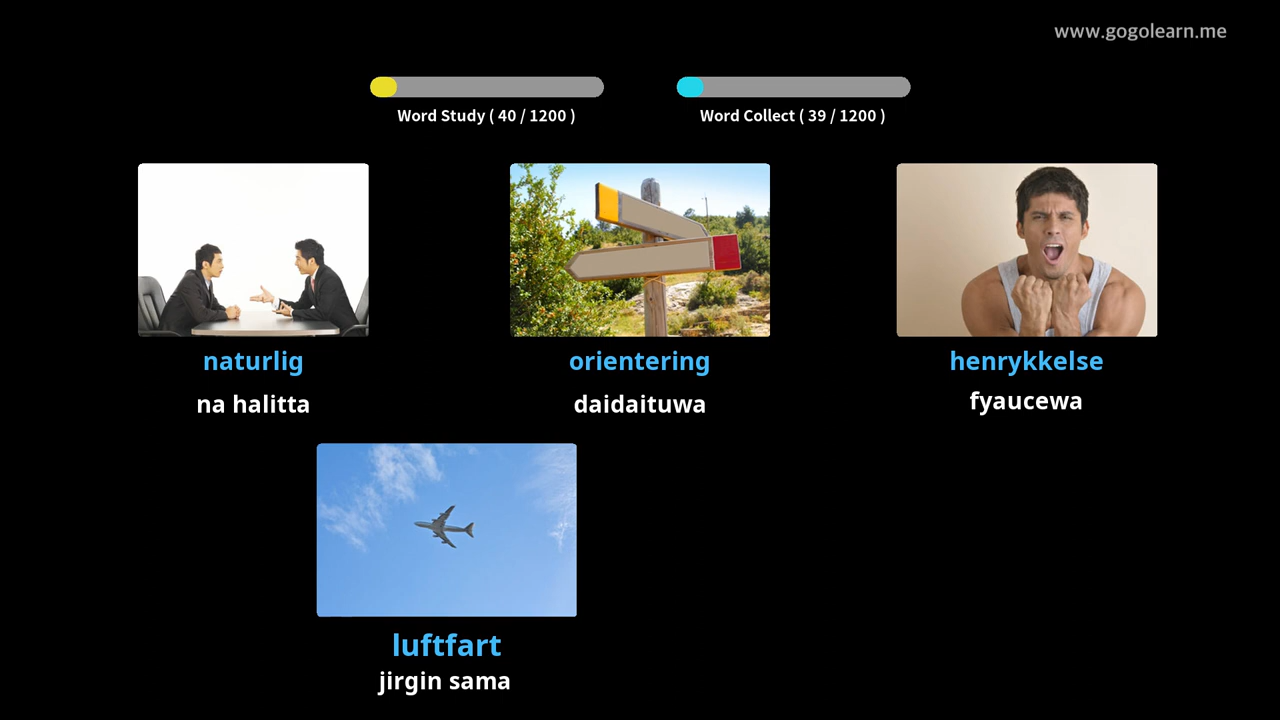 www.gogolearn.me
Word Study ( 40 / 1200 )
Word Collect ( 39 / 1200 )
naturlig
na halitta
orientering
daidaituwa
henrykkelse
fyaucewa
luftfart
jirgin sama